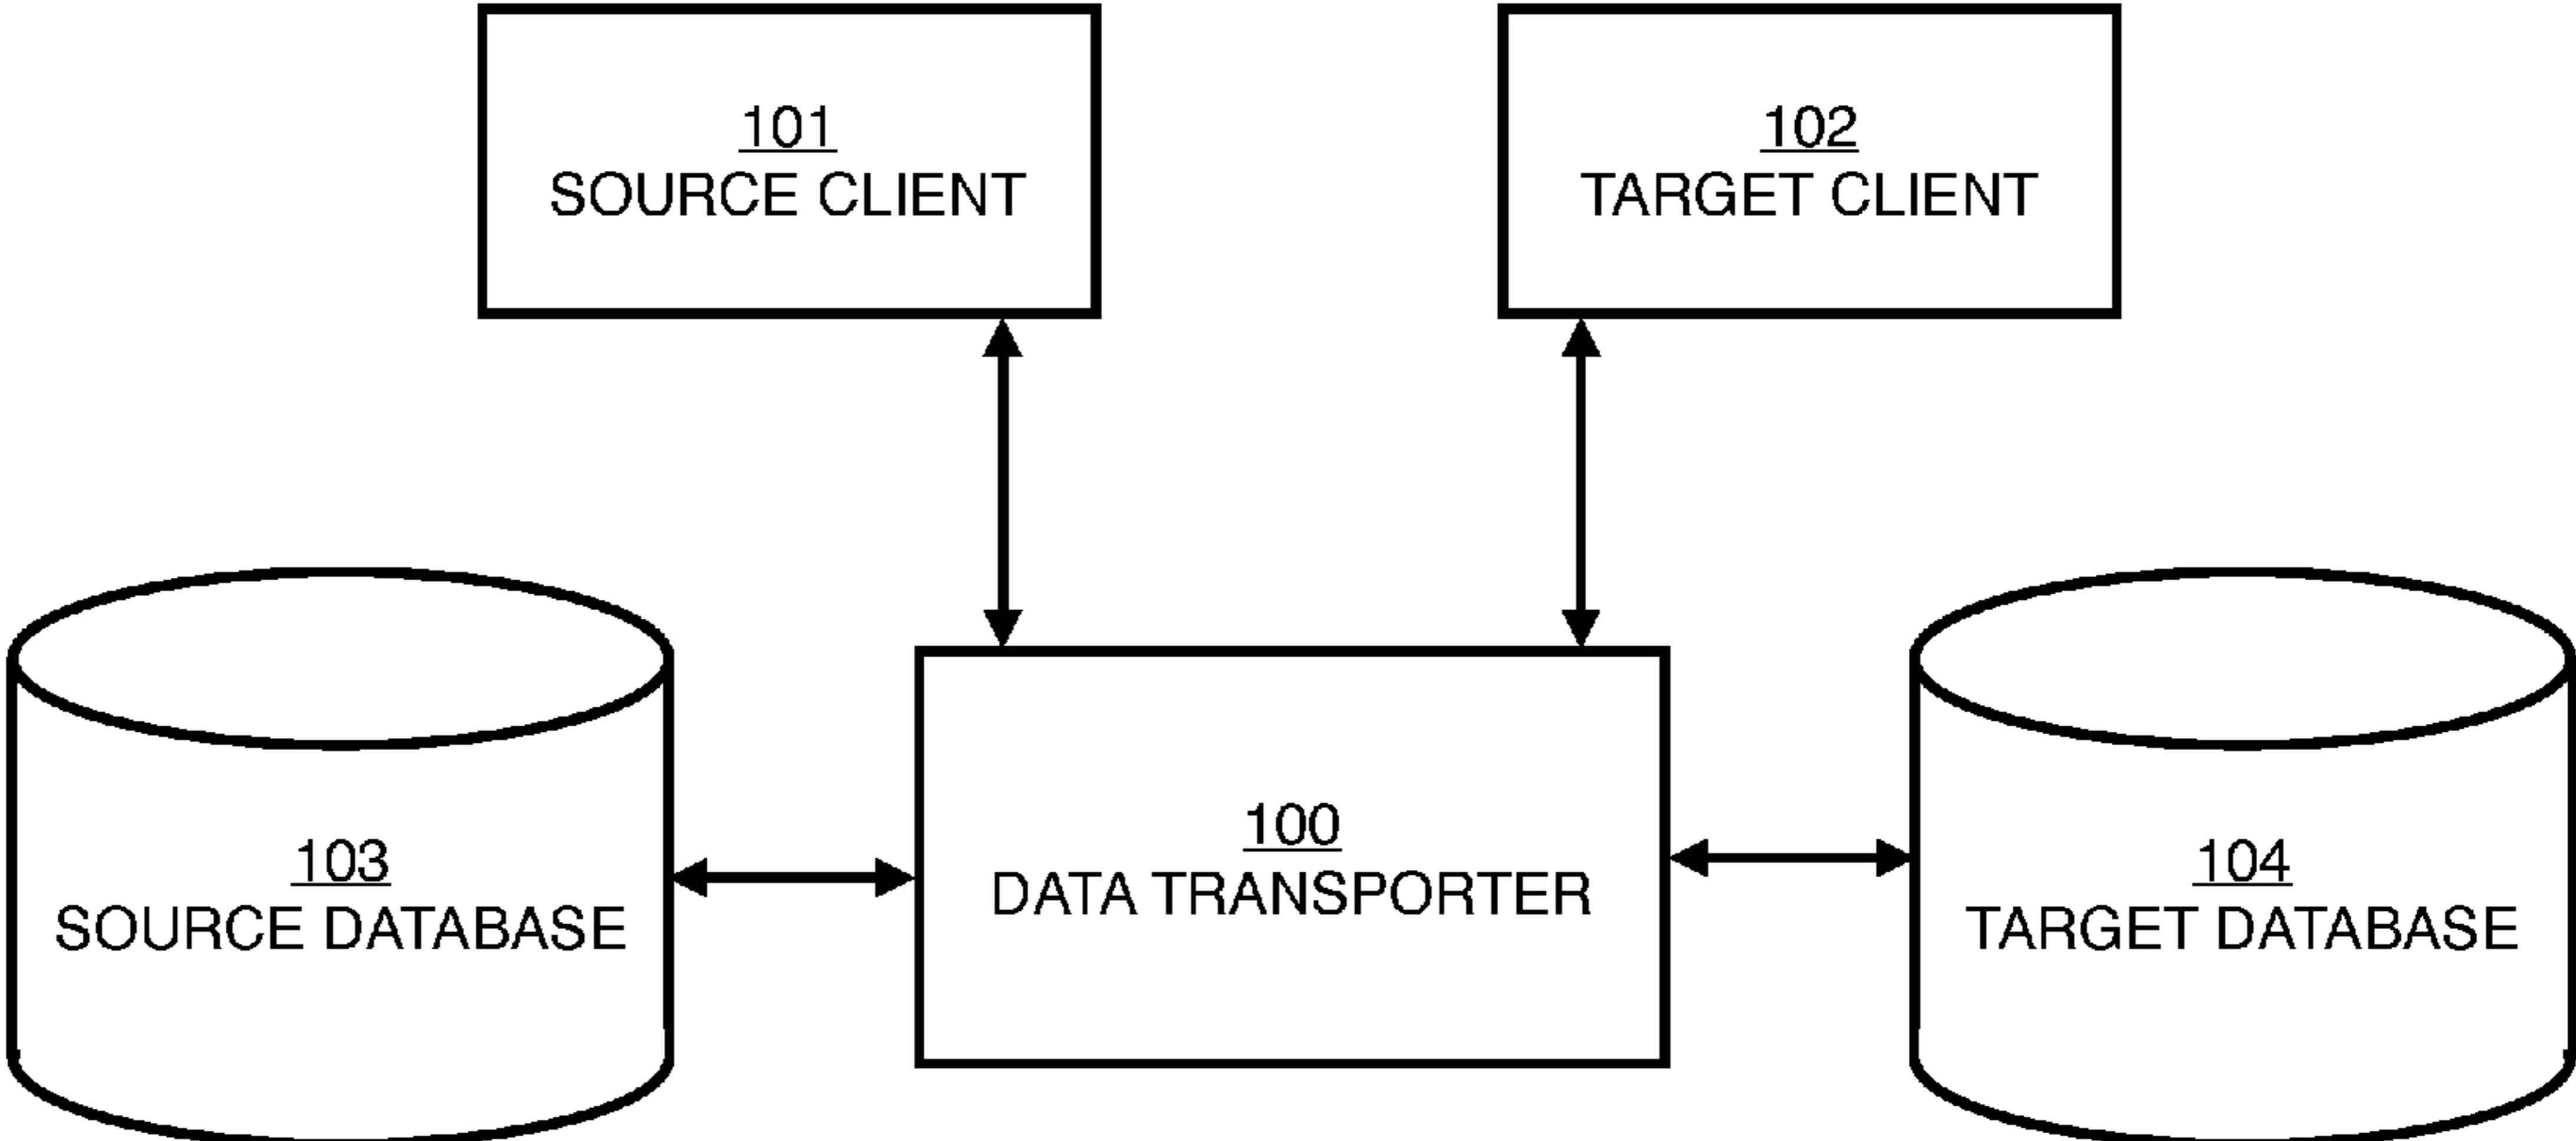 101
SOURCE CLIENT
102
TARGET CLIENT
103
SOURCE DATABASE
100
DATA TRANSPORTER
104
TARGET DATABASE